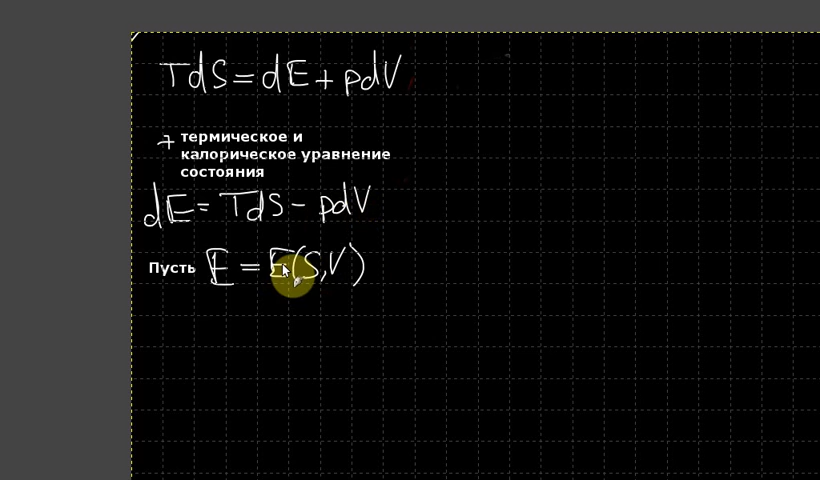 TdS = dE + pdV
+ термическое и
калорическое уравнение
состояния
dE = TdS - pdV
Пусть E = E(S,V)